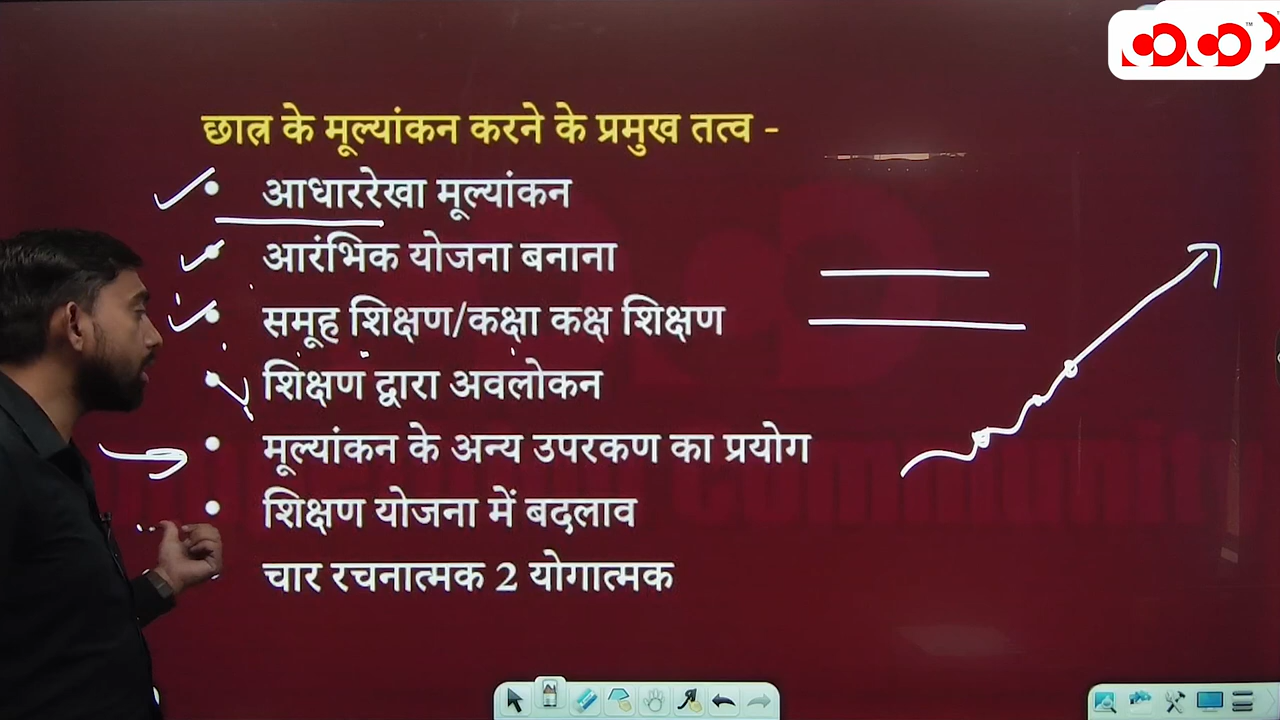 छात्र के मूल्यांकन करने के प्रमुख तत्व -
• आधाररेखा मूल्यांकन
• आरंभिक योजना बनाना
• समूह शिक्षण/कक्षा कक्ष शिक्षण
• शिक्षण द्वारा अवलोकन
• मूल्यांकन के अन्य उपरकण का प्रयोग
• शिक्षण योजना में बदलाव
• चार रचनात्मक 2 योगात्मक